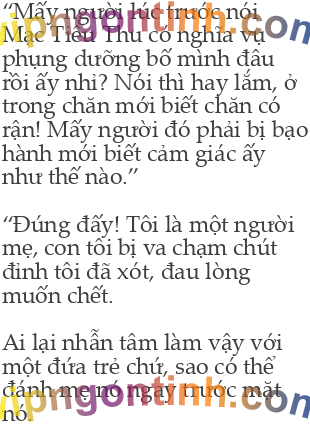 “Mấy người lúc trước nói
Mạc Tiểu Thu có nghĩa vụ
phụng dưỡng bố mình đâu
rồi ấy nhỉ? Nói thì hay lắm, ở
trong chăn mới biết chăn có
rận! Mấy người đó phải bị bạo
hành mới biết cảm giác ấy
như thế nào.”
“Đúng đấy! Tôi là một người
mẹ, con tôi bị va chạm chút
đỉnh tôi đã xót, đau lòng
muốn chết.
Ai lại nhẫn tâm làm vậy với
một đứa trẻ chứ, sao có thể
đánh mẹ nó ngay trước mặt
nó.
vipngontinh.com
vipngontinh.com